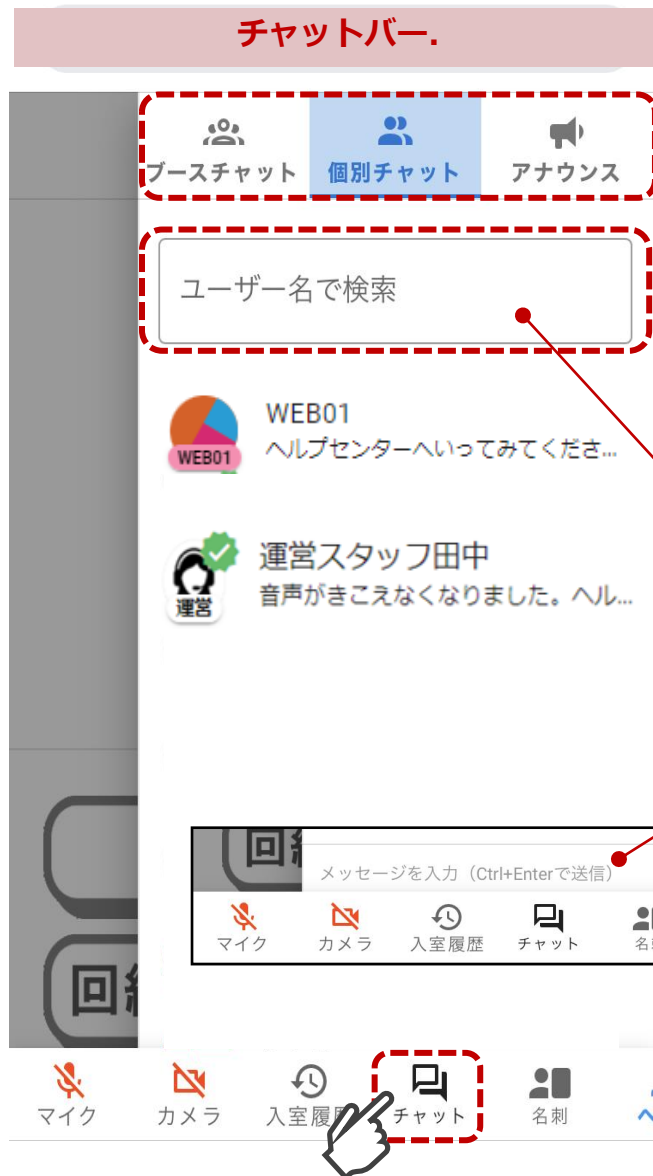 チャットバー.
ブースチャット
個別チャット
アナウンス
ユーザー名で検索
WEB01
WEB01
ヘルプセンターへいってみてくださ...
運営スタッフ田中
運営
音声がきこえなくなりました。ヘル...
メッセージを入力（Ctrl+Enterで送信）
マイク
カメラ
入室履歴
チャット
マイク
カメラ
チャット
名刺